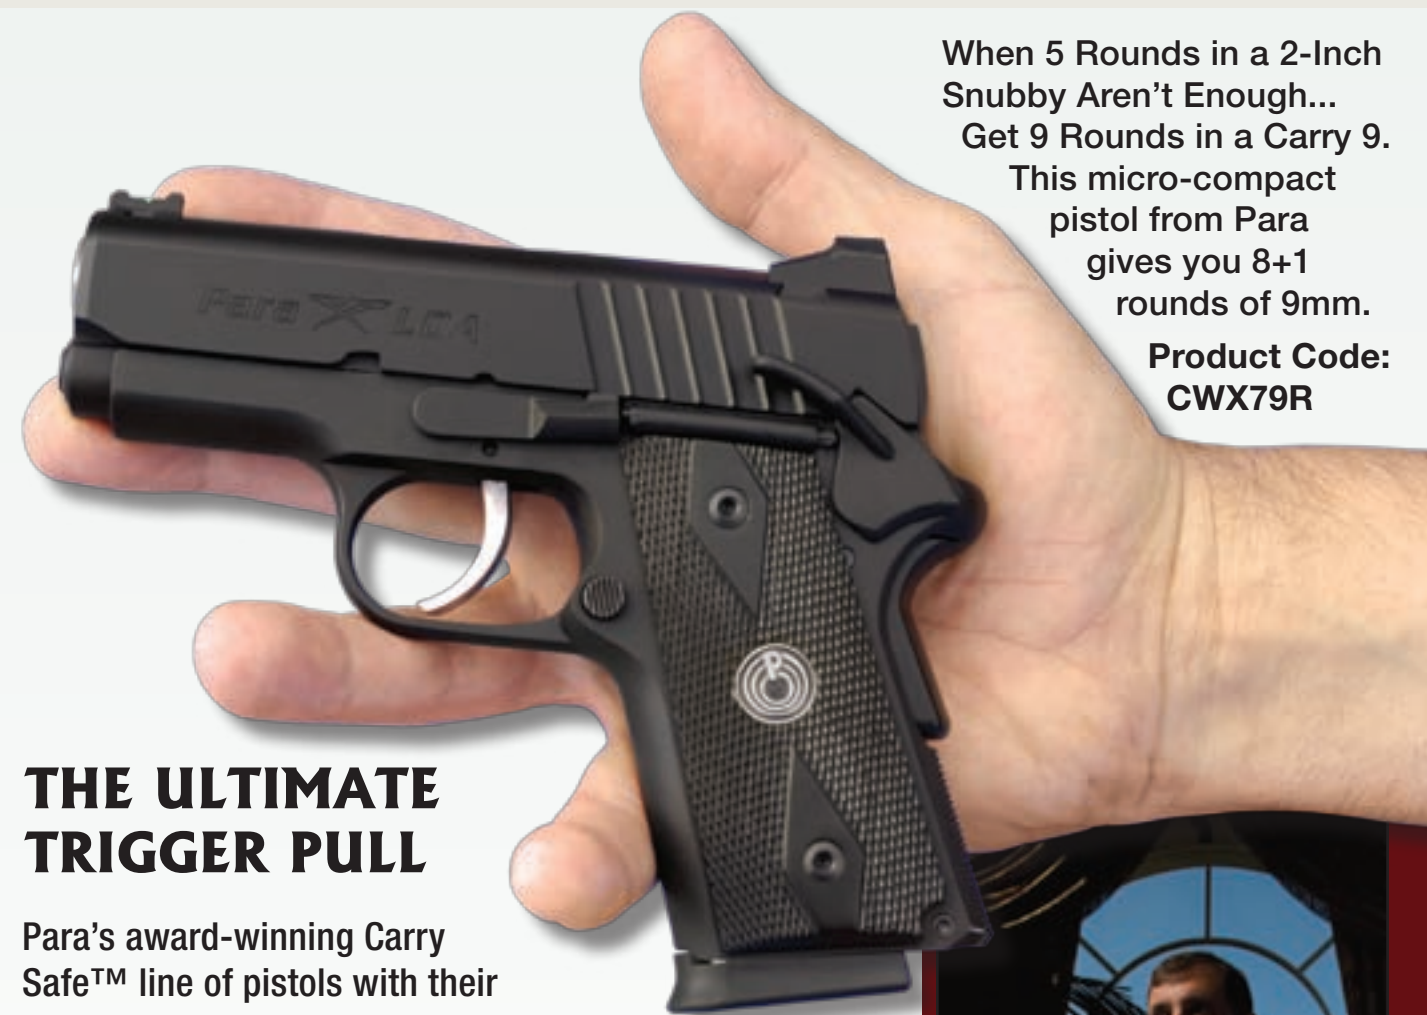 When 5 Rounds in a 2-Inch
Snubby Aren't Enough...
Get 9 Rounds in a Carry 9.
This micro-compact
pistol from Para
gives you 8+1
rounds of 9mm.
Product Code:
CWX79R
Para LDA
P
THE ULTIMATE
TRIGGER PULL
Para's award-winning Carry
Safe™ line of pistols with their